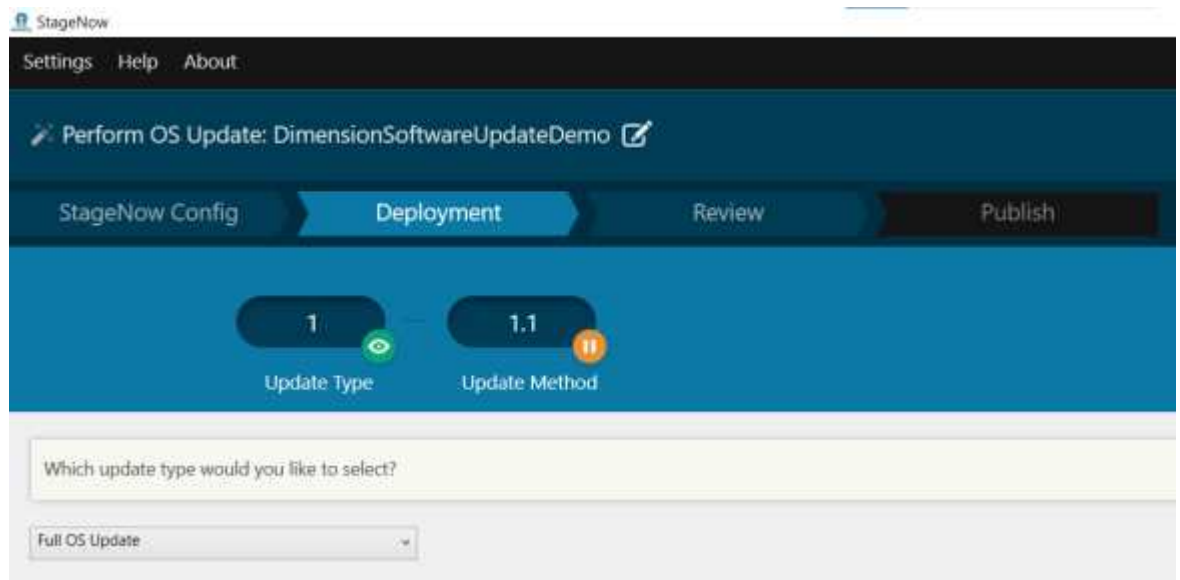 StageNow
Settings Help About
Perform OS Update: DimensionSoftwareUpdateDemo
StageNow Config Deployment Review Publish
1 1.1
Update Type Update Method
Which update type would you like to select?
Full OS Update